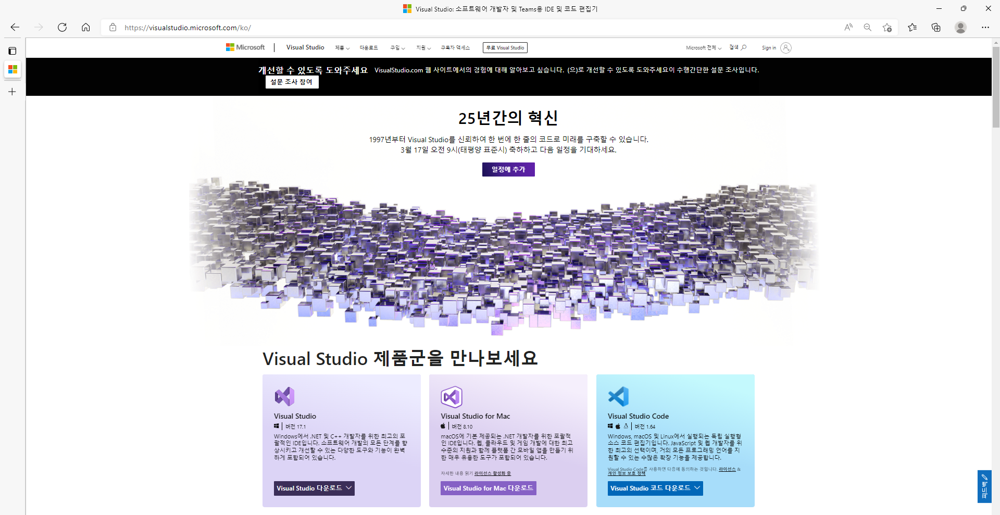 Visual Studio: 소프트웨어 개발자 및 Teams용 IDE 및 코드 편집기
https://visualstudio.microsoft.com/ko/
Microsoft
Visual Studio
제품
다운로드
구입
지원
구독자 액세스
무료 Visual Studio
Microsoft 전체
검색
Sign in
개선할 수 있도록 도와주세요 VisualStudio.com 웹 사이트에서의 경험에 대해 알아보고 싶습니다. (으)로 개선할 수 있도록 도와주세요이 수행간단한 설문 조사입니다.
설문 조사 참여
25년간의 혁신
1997년부터 Visual Studio를 신뢰하여 한 번에 한 줄의 코드로 미래를 구축할 수 있습니다.
3월 17일 오전 9시(태평양 표준시) 축하하고 다음 일정을 기대하세요.
일정에 추가
Visual Studio 제품군을 만나보세요
Visual Studio
버전 17.1
Windows에서 .NET 및 C++ 개발자를 위한 최고의 포
괄적인 IDE입니다. 소프트웨어 개발의 모든 단계를 향
상시키고 개선할 수 있는 다양한 도구와 기능이 완벽
하게 포함되어 있습니다.
Visual Studio 다운로드
Visual Studio for Mac
버전 8.10
macOS에 기본 제공되는 .NET 개발자를 위한 포괄적
인 IDE입니다. 웹, 클라우드 및 게임 개발에 대한 최고
수준의 지원과 함께 플랫폼 간 모바일 앱을 만들기 위
한 매우 유용한 도구가 포함되어 있습니다.
자세한 내용 읽기 라이선스 활성화 중
Visual Studio for Mac 다운로드
Visual Studio Code
버전 1.64
Windows, macOS 및 Linux에서 실행되는 독립 실행형
소스 코드 편집기입니다. JavaScript 및 웹 개발자를 위
한 최고의 선택이며, 거의 모든 프로그래밍 언어를 지
원할 수 있는 수많은 확장 기능을 제공합니다.
Visual Studio Code를 사용하면 다음에 동의하는 것입니다. 라이선스 &
개인 정보 보호 정책
Visual Studio 코드 다운로드
피드백